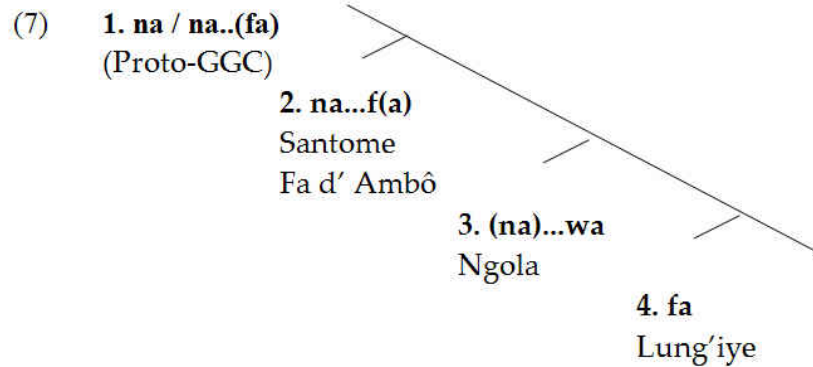 (7) 1. na / na..(fa)
(Proto-GGC)
2. na...f(a)
Santome
Fa d' Ambô
3. (na)...wa
Ngola
4. fa
Lung'iye